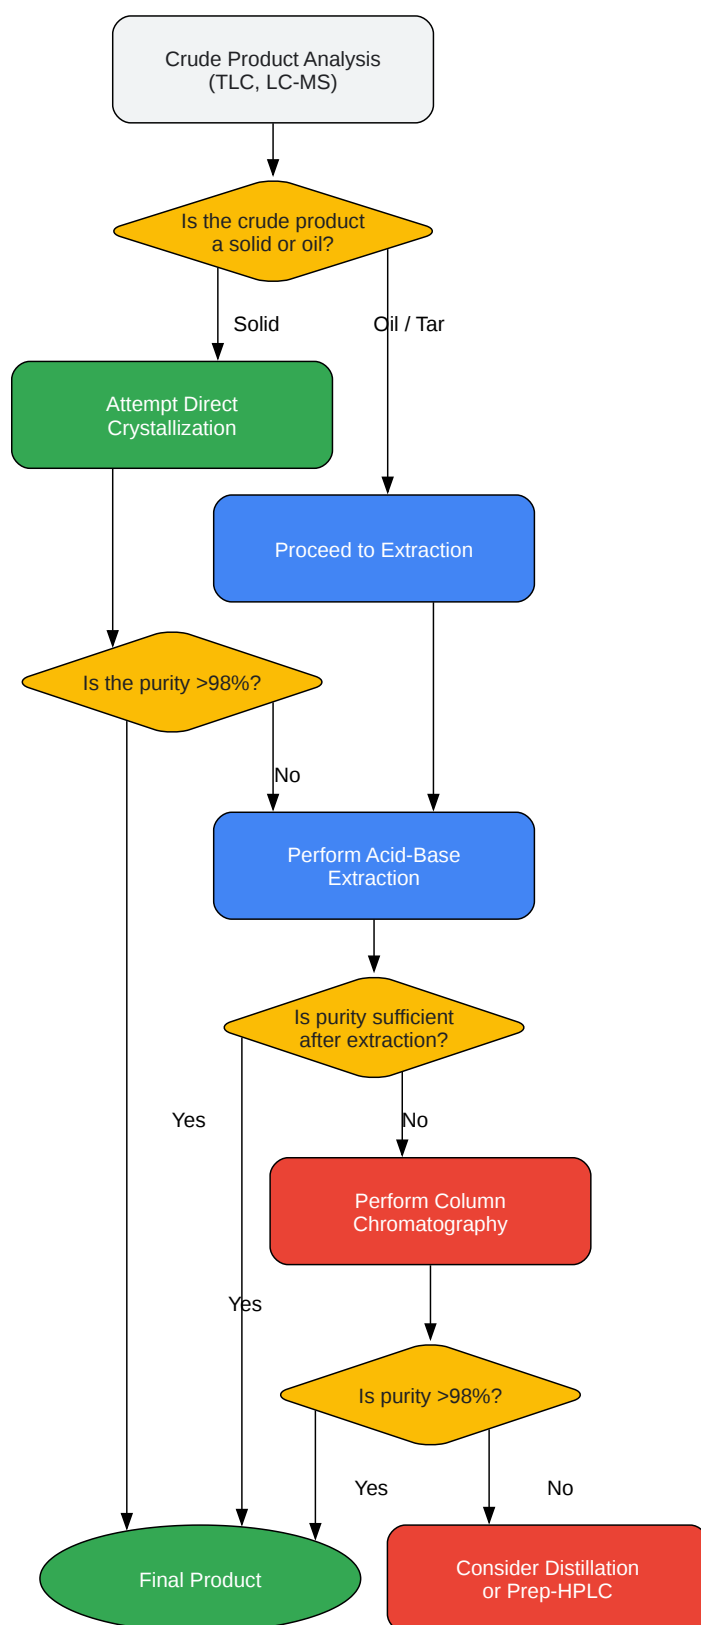 Crude Product Analysis
(TLC, LC-MS)
Is the crude product
a solid or oil?
Solid
Oil / Tar
Attempt Direct
Crystallization
Proceed to Extraction
Is the purity >98%?
No
Perform Acid-Base
Extraction
Is purity sufficient
after extraction?
Yes
No
Perform Column
Chromatography
Yes
Is purity >98%?
Yes
No
Final Product
Consider Distillation
or Prep-HPLC